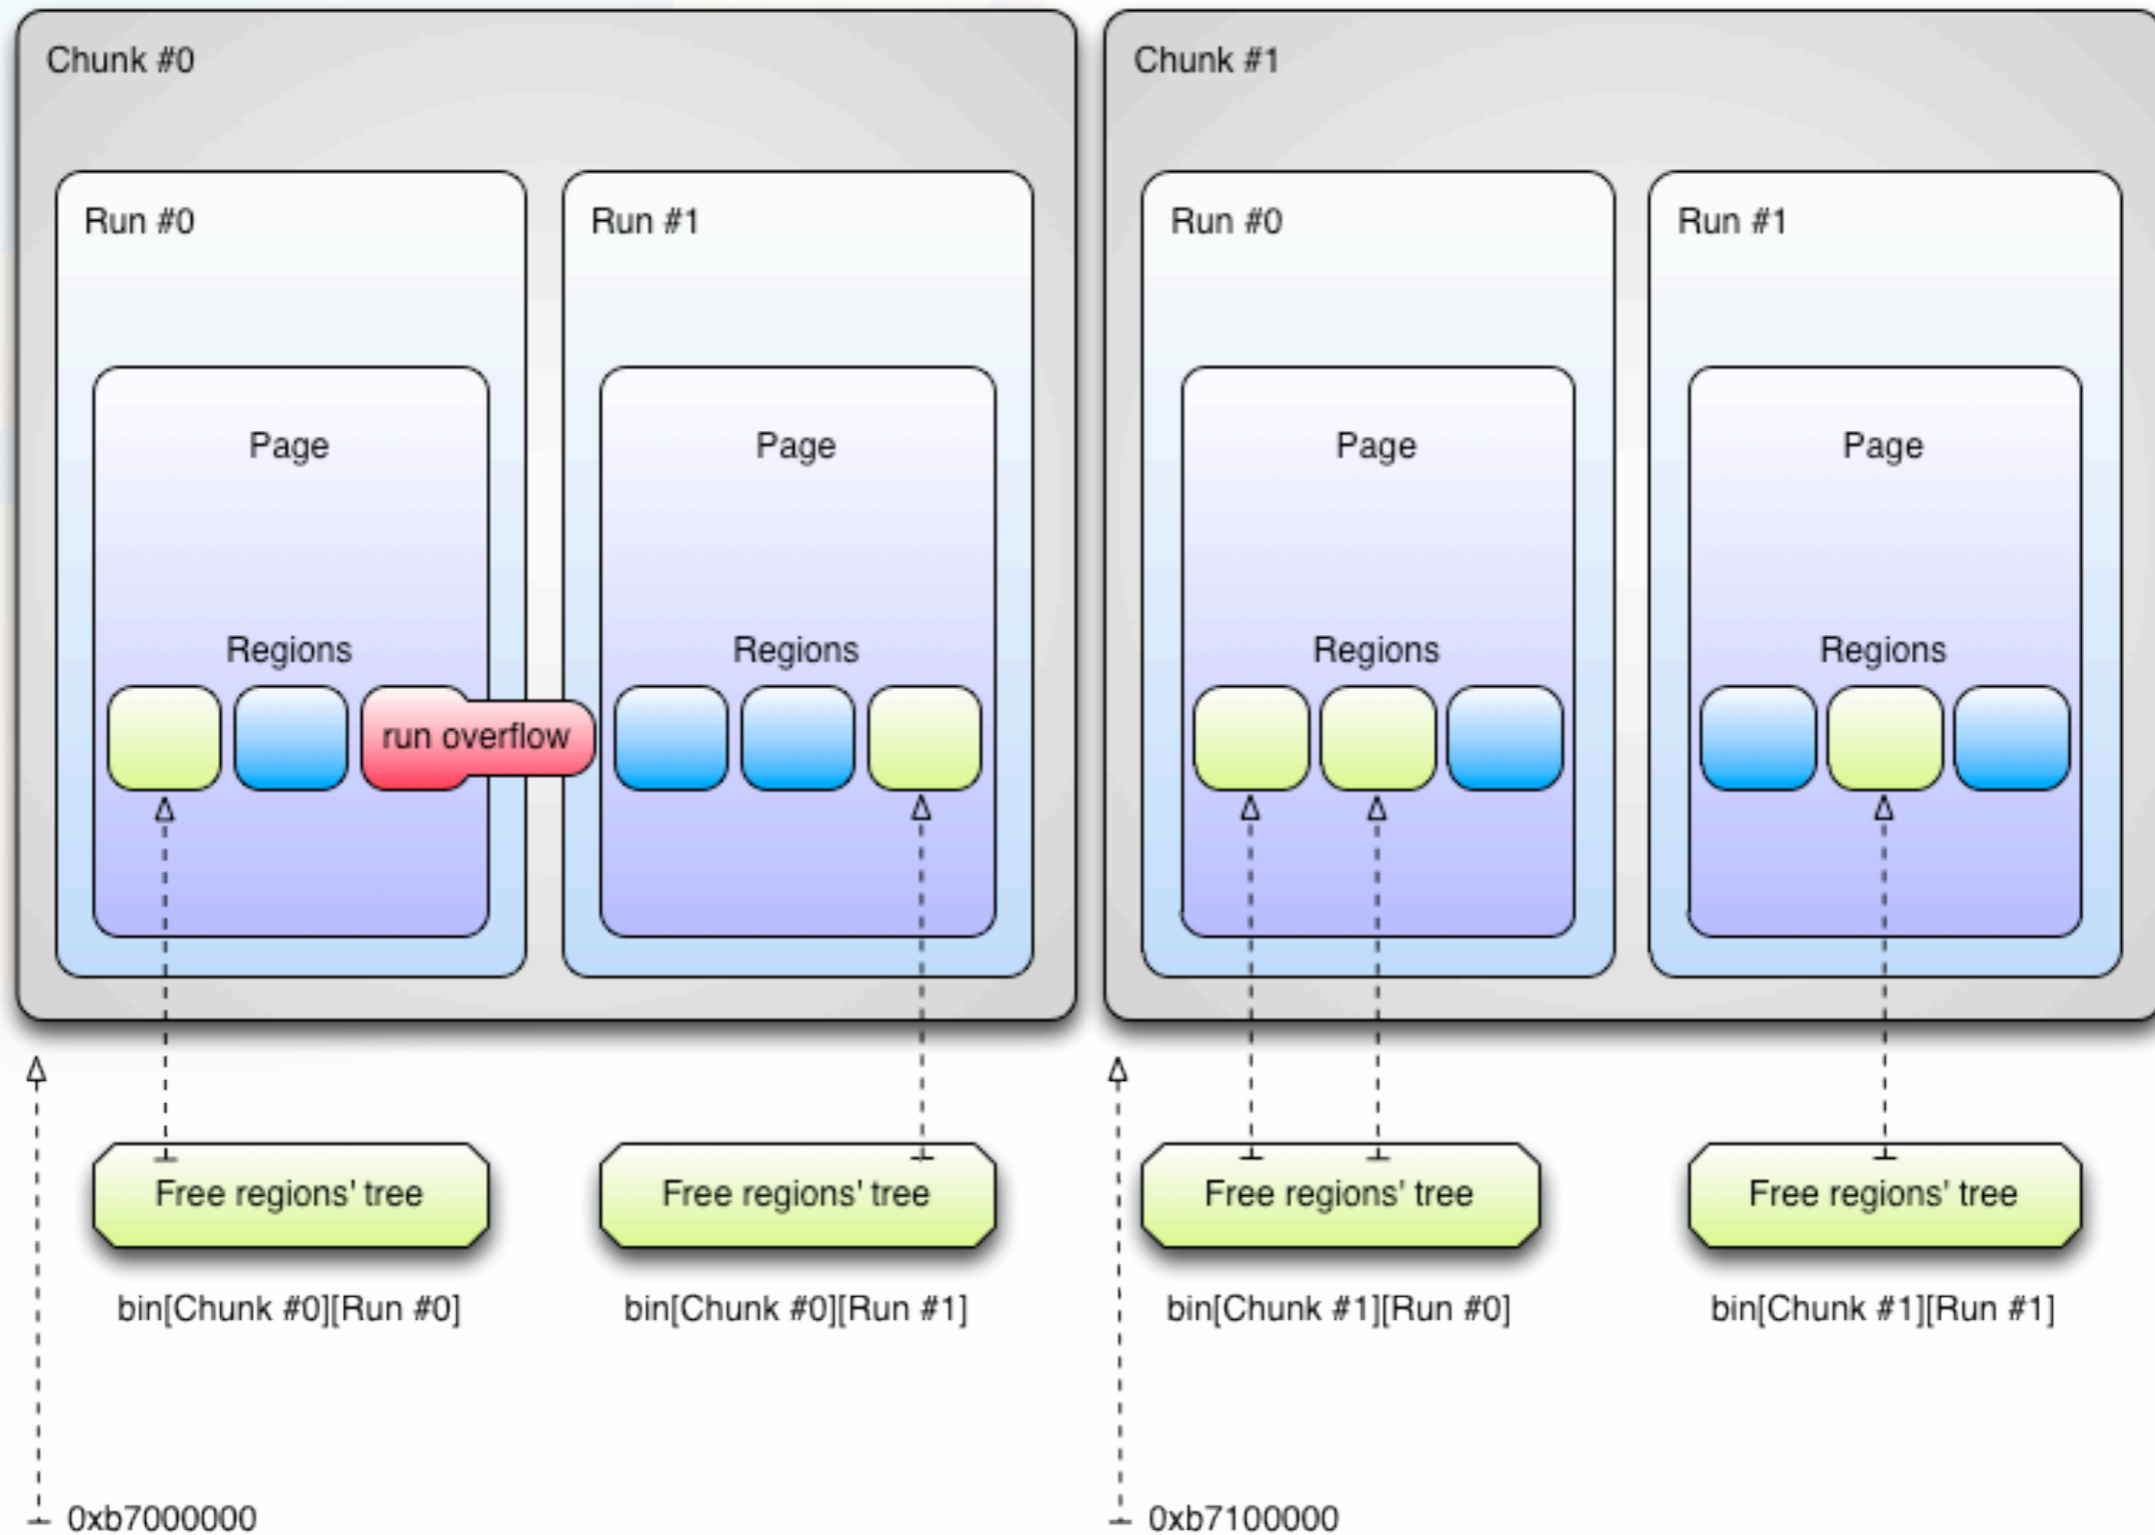 Chunk #0
Chunk #1
Run #0
Run #1
Run #0
Run #1
Page
Page
Page
Page
Regions
Regions
Regions
Regions
run overflow
Free regions' tree
Free regions' tree
Free regions' tree
Free regions' tree
bin[Chunk #0][Run #0]
bin[Chunk #0][Run #1]
bin[Chunk #1][Run #0]
bin[Chunk #1][Run #1]
0xb7000000
0xb7100000